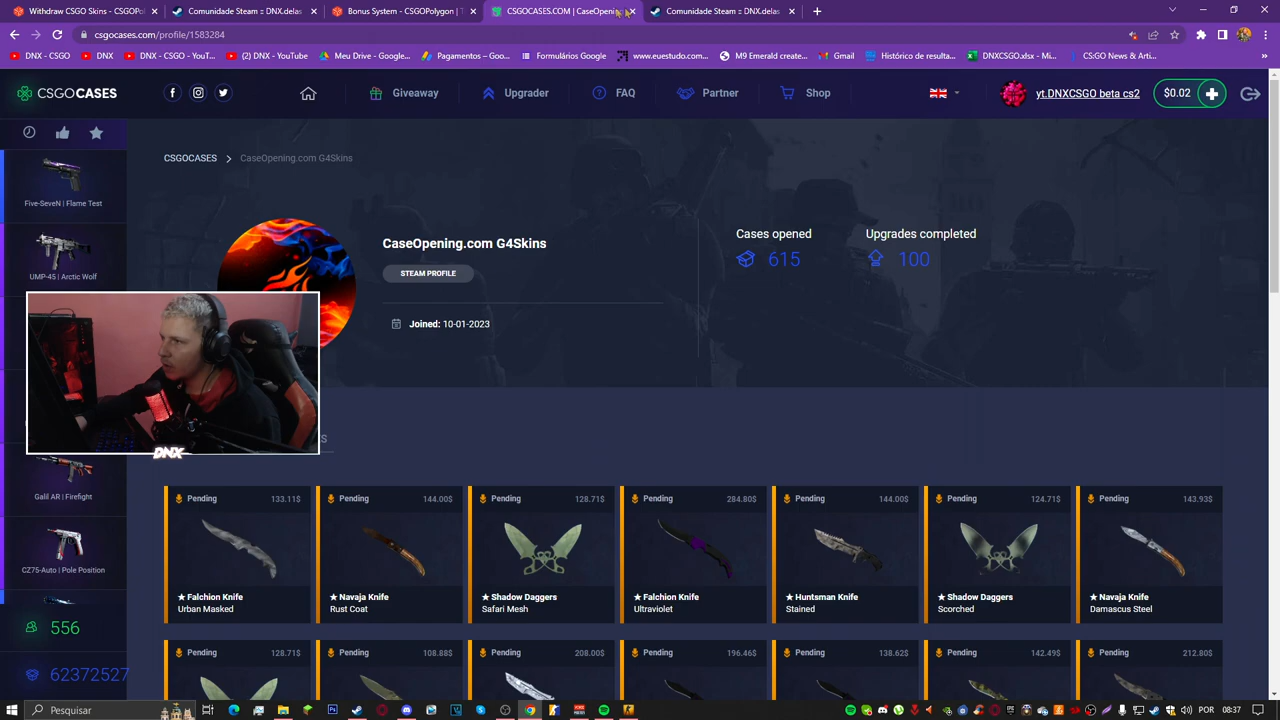 Withdraw CSGO Skins - CSGOPol
Comunidade Steam :: DNX.delas
Bonus System - CSGOPolygon | T
CSGOCASES.COM | CaseOpenin
Comunidade Steam :: DNX.delas
csgocases.com/profile/1583284
DNX - CSGO
DNX
DNX - CSGO - YouT...
(2) DNX - YouTube
Meu Drive - Google...
Pagamentos – Goo...
Formulários Google
www.euestudo.com...
M9 Emerald create...
Gmail
Histórico de resulta...
DNXCSGO.xlsx - Mi...
CS:GO News & Arti...
CSGOCASES
Giveaway
Upgrader
FAQ
Partner
Shop
yt.DNXCSGO beta cs2
$0.02
CSGOCASES > CaseOpening.com G4Skins
Five-SeveN | Flame Test
UMP-45 | Arctic Wolf
Galil AR | Firefight
CZ75-Auto | Pole Position
556
62372527
CaseOpening.com G4Skins
STEAM PROFILE
Joined: 10-01-2023
Cases opened
615
Upgrades completed
100
DNX
S
Pending 133.11$
★ Falchion Knife
Urban Masked
Pending 144.00$
★ Navaja Knife
Rust Coat
Pending 128.71$
★ Shadow Daggers
Safari Mesh
Pending 284.80$
★ Falchion Knife
Ultraviolet
Pending 144.00$
★ Huntsman Knife
Stained
Pending 124.71$
★ Shadow Daggers
Scorched
Pending 143.93$
★ Navaja Knife
Damascus Steel
Pending 128.71$
Pending 108.88$
Pending 208.00$
Pending 196.46$
Pending 138.62$
Pending 142.49$
Pending 212.80$
Pesquisar
POR
08:37